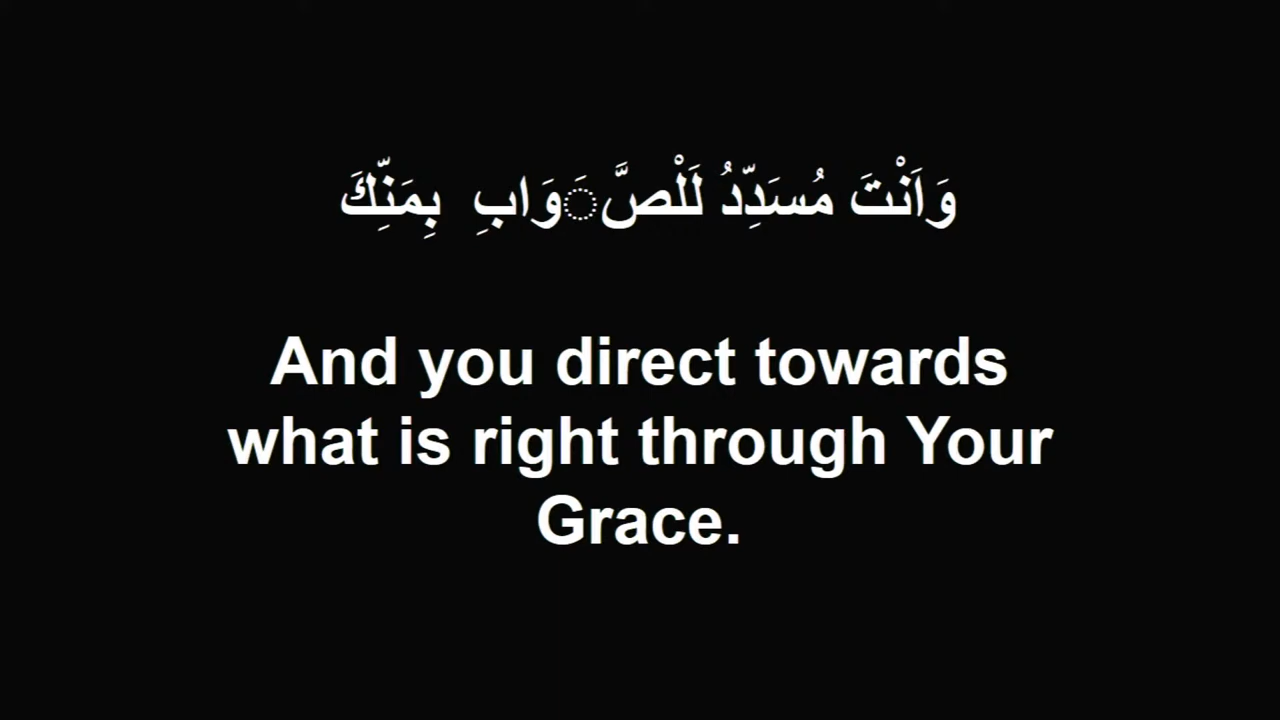 وَاَنْتَ مُسَدِّدُ لَلْصَّ◌َوَابِ بِمَنِّكَ
And you direct towards
what is right through Your
Grace.